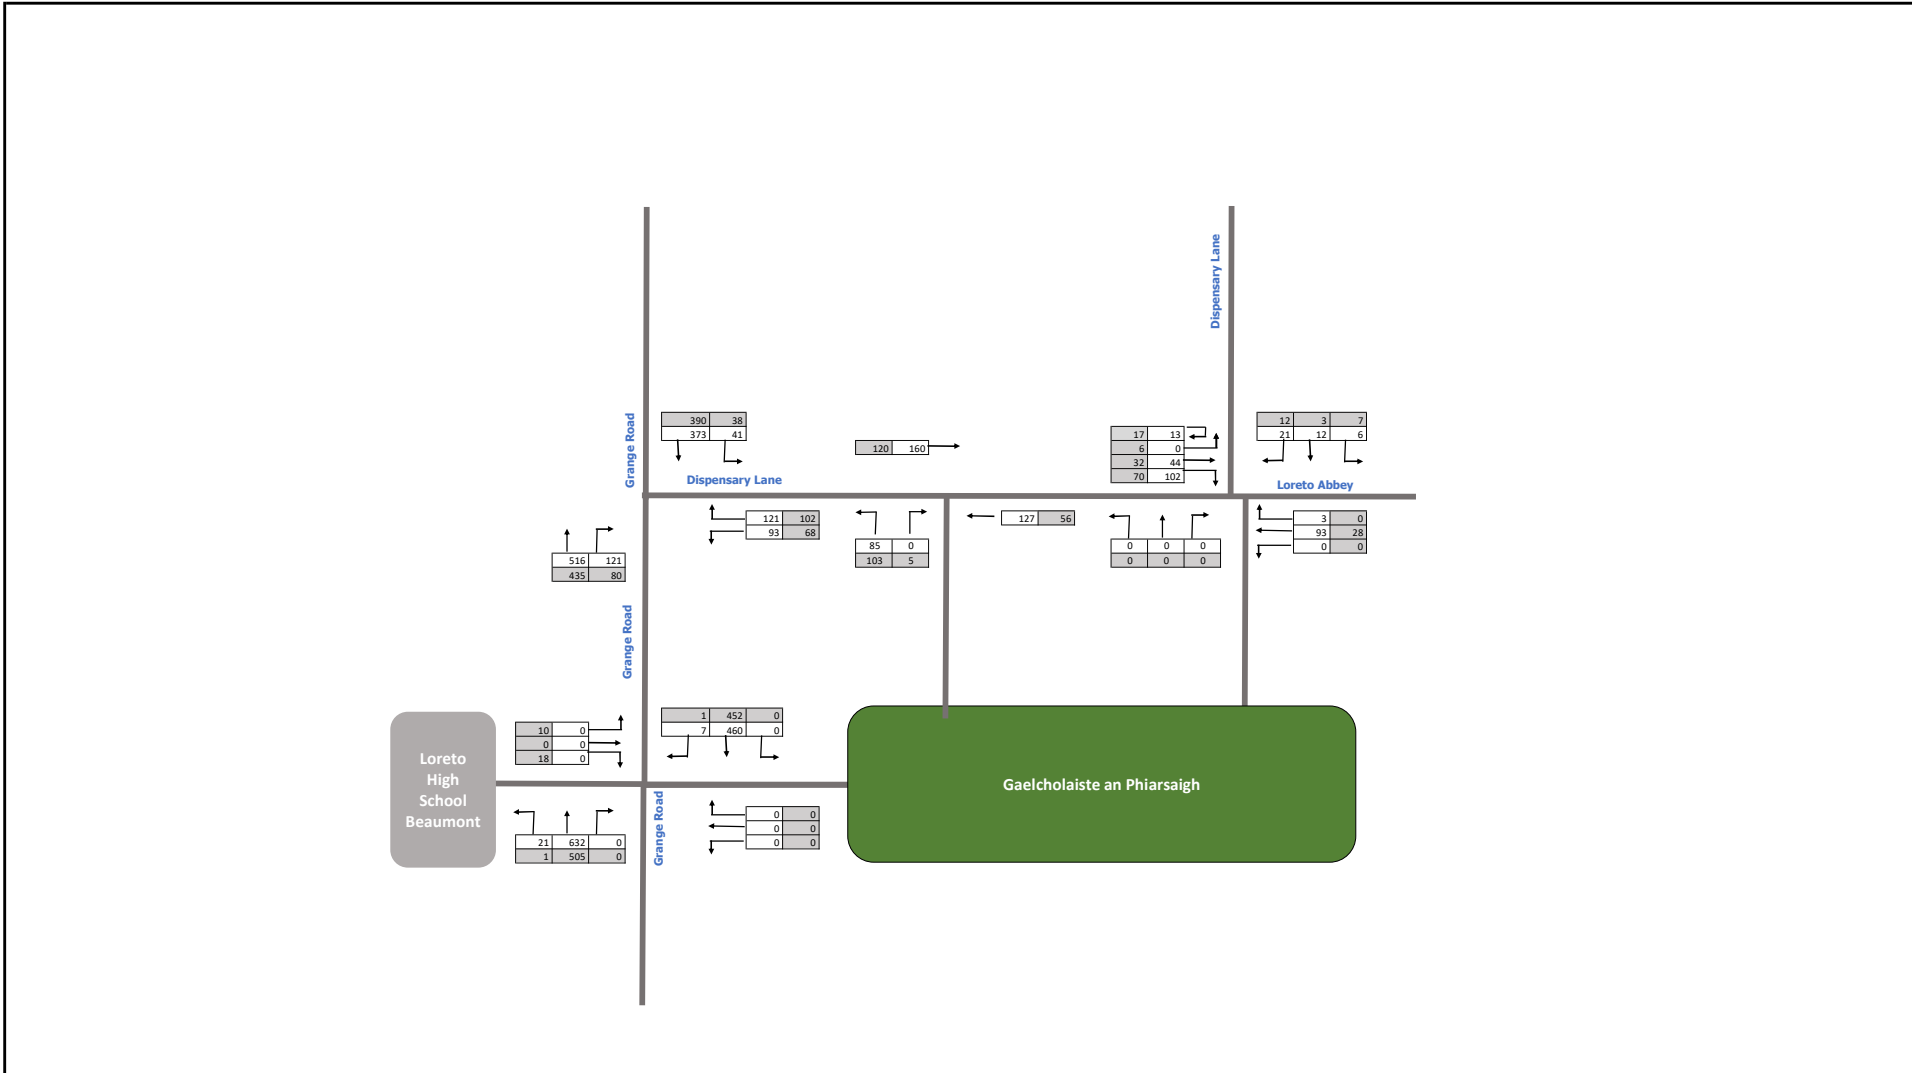 Dispensary Lane
Grange Road
390 38
373 41
120 160
17 13
6 0
32 44
70 102
12 3 7
21 12 6
Dispensary Lane
Loreto Abbey
121 102
93 68
85 0
103 5
127 56
0 0 0
0 0 0
3 0
93 28
0 0
516 121
435 80
Grange Road
10 0
0 0
18 0
1 452 0
7 460 0
Loreto
High
School
Beaumont
Gaelcholaiste an Phiarsaigh
Grange Road
21 632 0
1 505 0
0 0
0 0
0 0